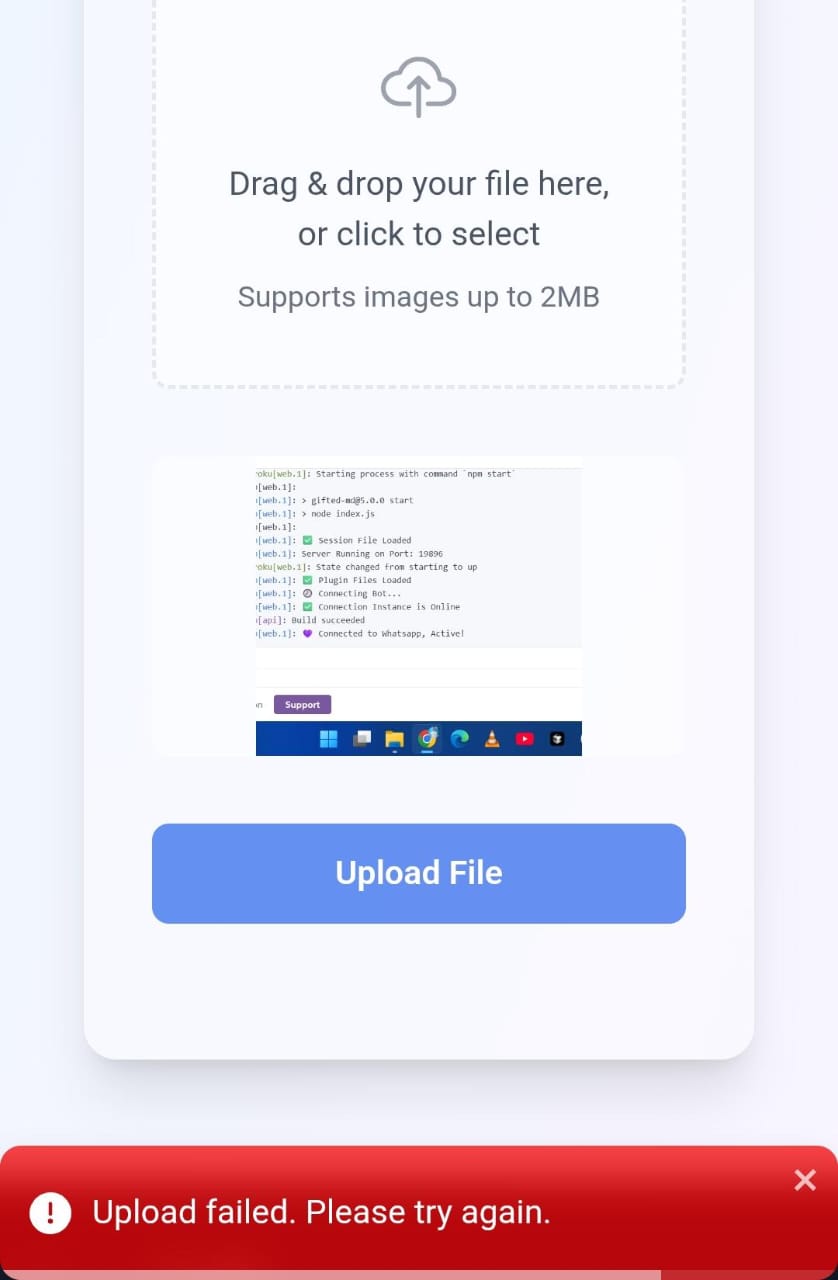 Drag & drop your file here,
or click to select
Supports images up to 2MB
oku[web.1]: Starting process with command `npm start`
[web.1]:
[web.1]: > gifted-md@5.0.0 start
[web.1]: > node index.js
[web.1]:
[web.1]: ✅ Session File Loaded
[web.1]: Server Running on Port: 19896
oku[web.1]: State changed from starting to up
[web.1]: ✅ Plugin Files Loaded
[web.1]: Connecting Bot...
[web.1]: ✅ Connection Instance is Online
[api]: Build succeeded
[web.1]: 💜 Connected to Whatsapp, Active!
Support
Upload File
Upload failed. Please try again.